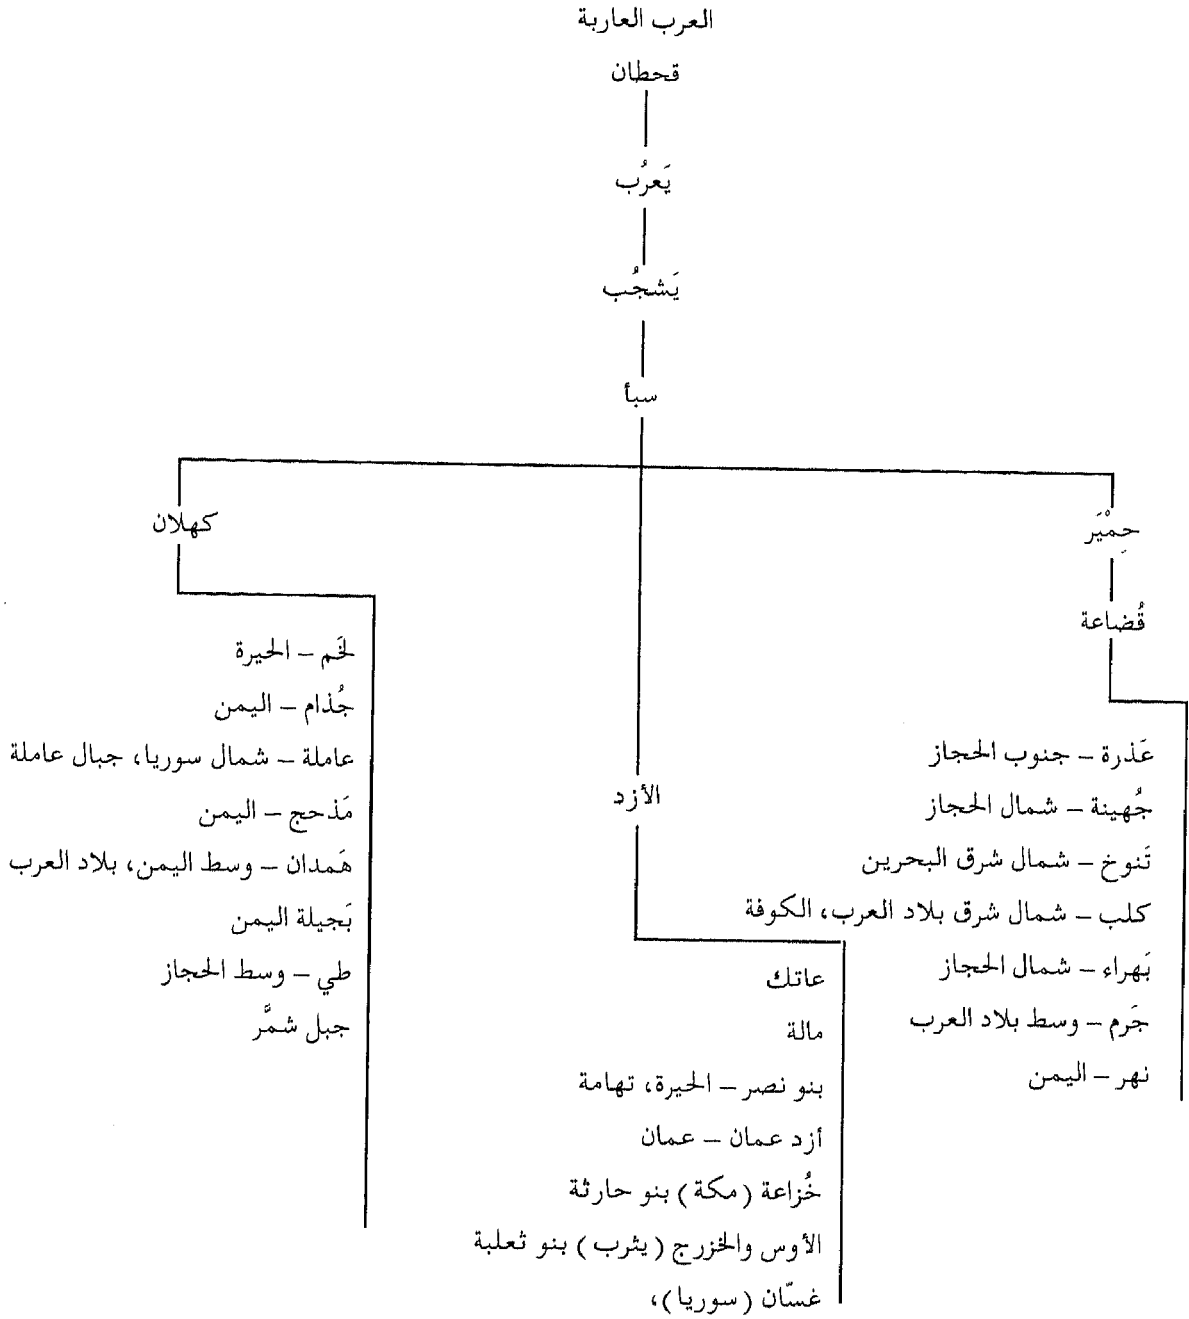 العرب العاربة
قحطان
يَعرُب
يَشجُب
سبأ
حِمْيَر
قُضاعة
عَذرة – جنوب الحجاز
جُهينة – شمال الحجاز
تَنوخ – شمال شرق البحرين
كلب – شمال شرق بلاد العرب، الكوفة
بَهراء – شمال الحجاز
جَرم – وسط بلاد العرب
نهر – اليمن
الأزد
عاتك
مالة
بنو نصر – الحيرة، تهامة
أزد عمان – عمان
خُزاعة (مكة) بنو حارثة
الأوس والخزرج (يثرب) بنو ثعلبة
غسّان (سوريا)،
كهلان
لخَم – الحيرة
جُذام – اليمن
عاملة – شمال سوريا، جبال عاملة
مَذحج – اليمن
هَمدان – وسط اليمن، بلاد العرب
بَجيلة اليمن
طي – وسط الحجاز
جبل شمَّر